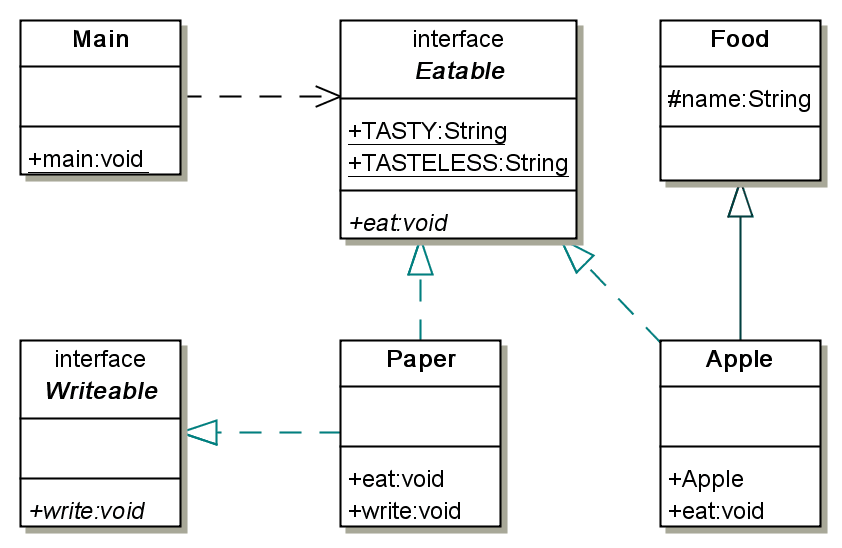 Main
+main:void
interface
Eatable
+TASTY:String
+TASTELESS:String
+eat:void
Food
#name:String
interface
Writeable
+write:void
Paper
+eat:void
+write:void
Apple
+Apple
+eat:void